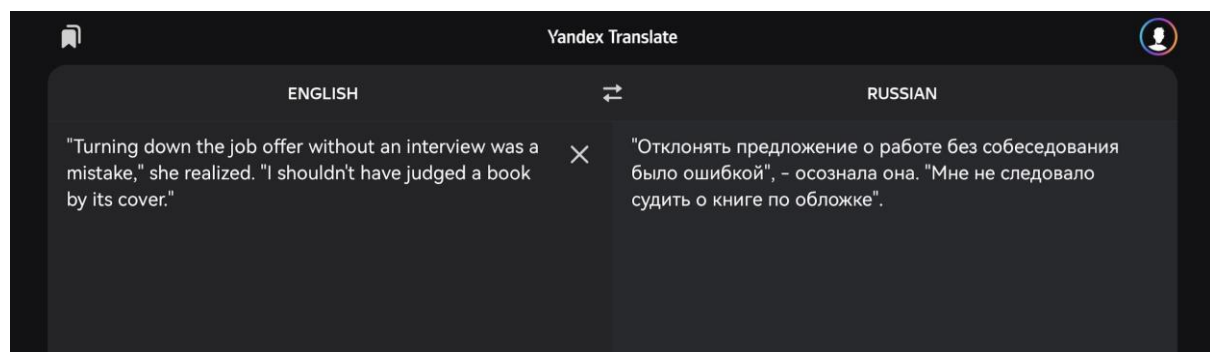 Yandex Translate
ENGLISH
RUSSIAN
"Turning down the job offer without an interview was a
mistake," she realized. "I shouldn't have judged a book
by its cover."
"Отклонять предложение о работе без собеседования
было ошибкой", – осознала она. "Мне не следовало
судить о книге по обложке".